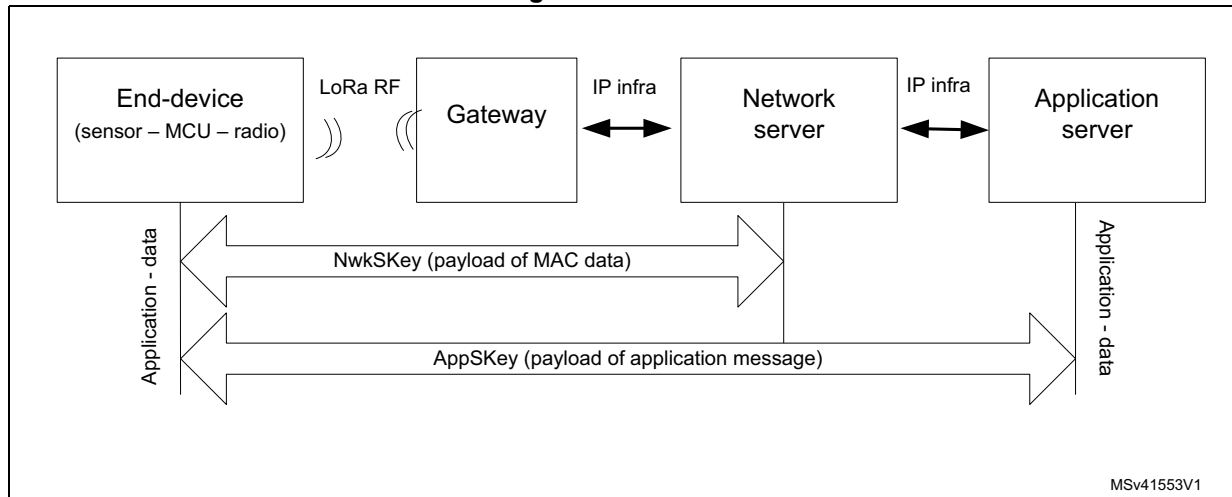 End-device
(sensor – MCU – radio)
LoRa RF
Gateway
IP infra
Network
server
IP infra
Application
server
NwkSKey (payload of MAC data)
AppSKey (payload of application message)
Application - data
Application - data
MSv41553V1